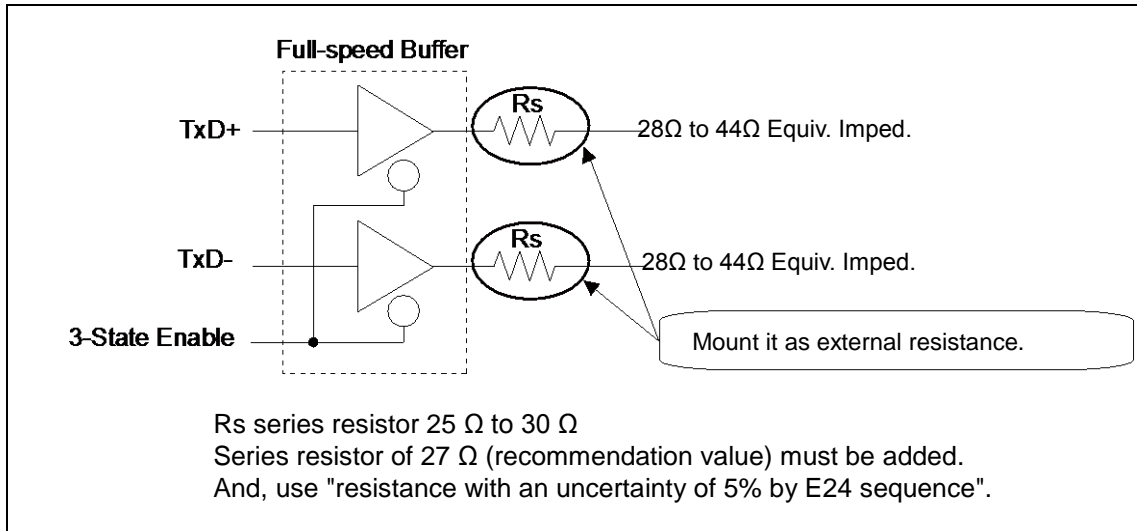 Full-speed Buffer
TxD+
Rs
28Ω to 44Ω Equiv. Imped.
TxD-
Rs
28Ω to 44Ω Equiv. Imped.
3-State Enable
Mount it as external resistance.
Rs series resistor 25 Ω to 30 Ω
Series resistor of 27 Ω (recommendation value) must be added.
And, use "resistance with an uncertainty of 5% by E24 sequence".